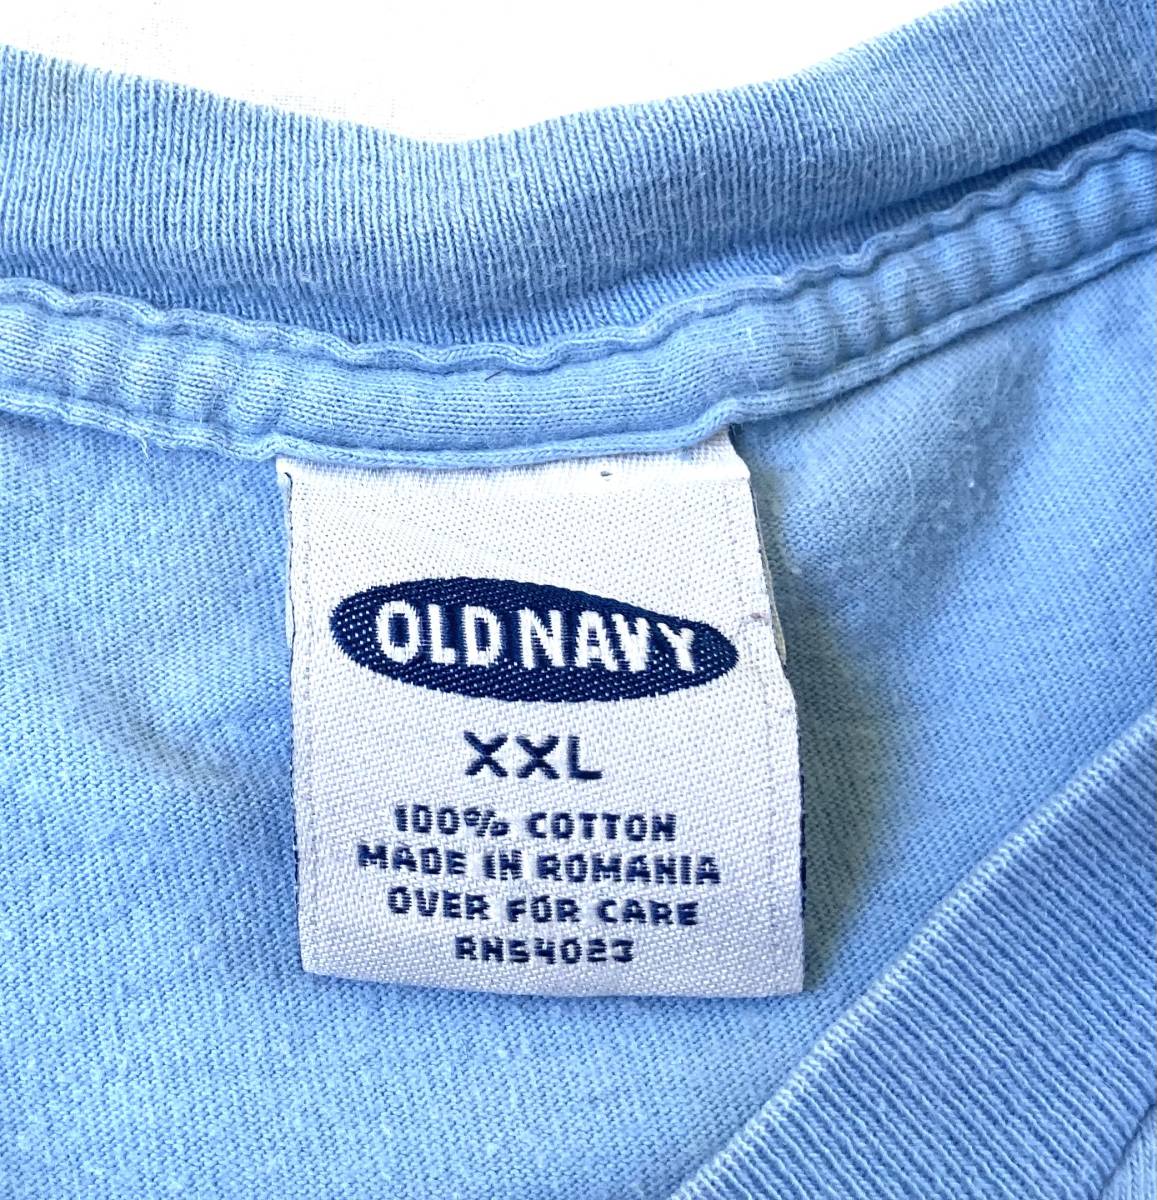 OLD NAVY
XXL
100% COTTON
MADE IN ROMANIA
OVER FOR CARE
RN54023